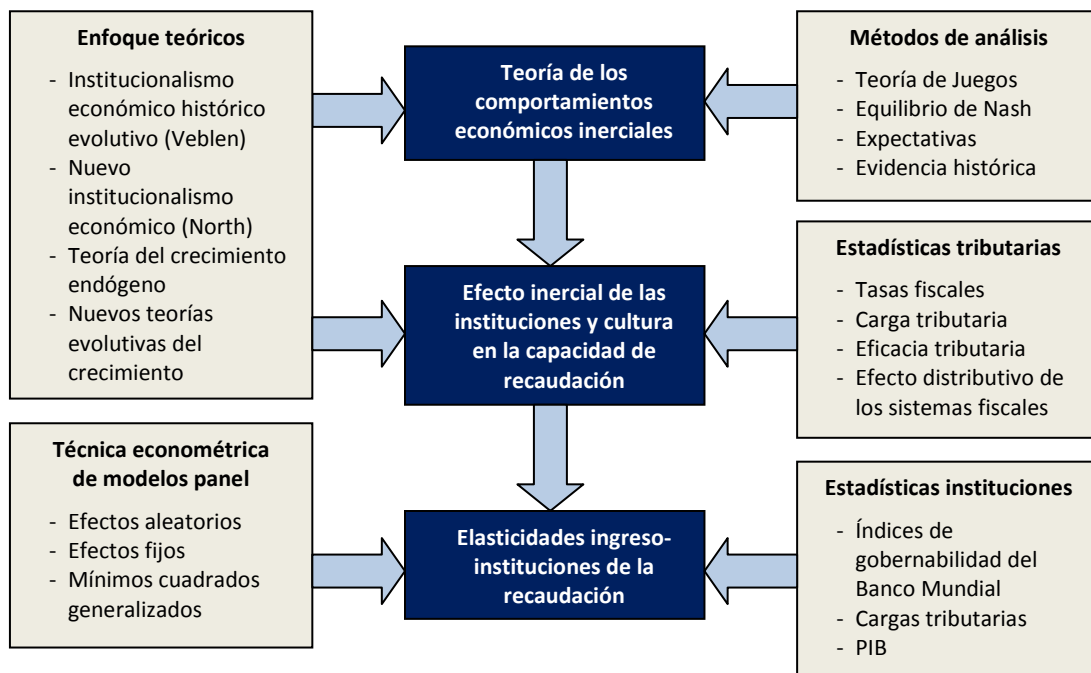 Enfoque teóricos
- Institucionalismo
económico histórico
evolutivo (Veblen)
- Nuevo
institucionalismo
económico (North)
- Teoría del crecimiento
endógeno
- Nuevos teorías
evolutivas del
crecimiento
Teoría de los
comportamientos
económicos inerciales
Métodos de análisis
- Teoría de Juegos
- Equilibrio de Nash
- Expectativas
- Evidencia histórica
Efecto inercial de las
instituciones y cultura
en la capacidad de
recaudación
Estadísticas tributarias
- Tasas fiscales
- Carga tributaria
- Eficacia tributaria
- Efecto distributivo de
los sistemas fiscales
Técnica econométrica
de modelos panel
- Efectos aleatorios
- Efectos fijos
- Mínimos cuadrados
generalizados
Elasticidades ingreso-
instituciones de la
recaudación
Estadísticas instituciones
- Índices de
gobernabilidad del
Banco Mundial
- Cargas tributarias
- PIB